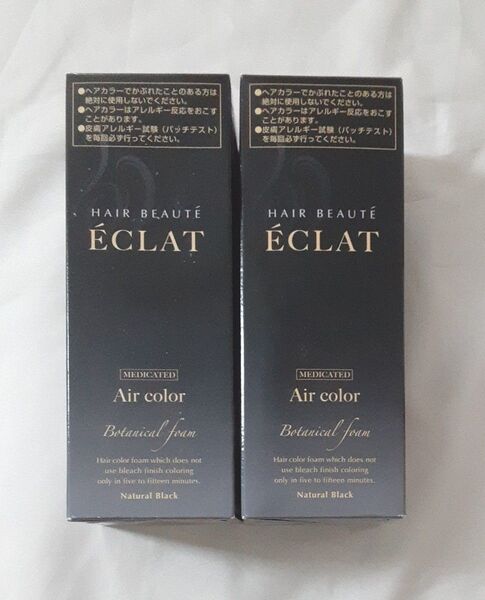 ●ヘアカラーでかぶれたことのある方は
絶対に使用しないでください。
●ヘアカラーはアレルギー反応をおこす
ことがあります。
●皮膚アレルギー試験（パッチテスト）
を毎回必ず行ってください。
HAIR BEAUTÉ
ÉCLAT
MEDICATED
Air color
Botanical foam
Hair color foam which does not
use bleach finish coloring
only in five to fifteen minutes.
Natural Black
●ヘアカラーでかぶれたことのある方は
絶対に使用しないでください。
●ヘアカラーはアレルギー反応をおこす
ことがあります。
●皮膚アレルギー試験（パッチテスト）
を毎回必ず行ってください。
HAIR BEAUTÉ
ÉCLAT
MEDICATED
Air color
Botanical foam
Hair color foam which does not
use bleach finish coloring
only in five to fifteen minutes.
Natural Black